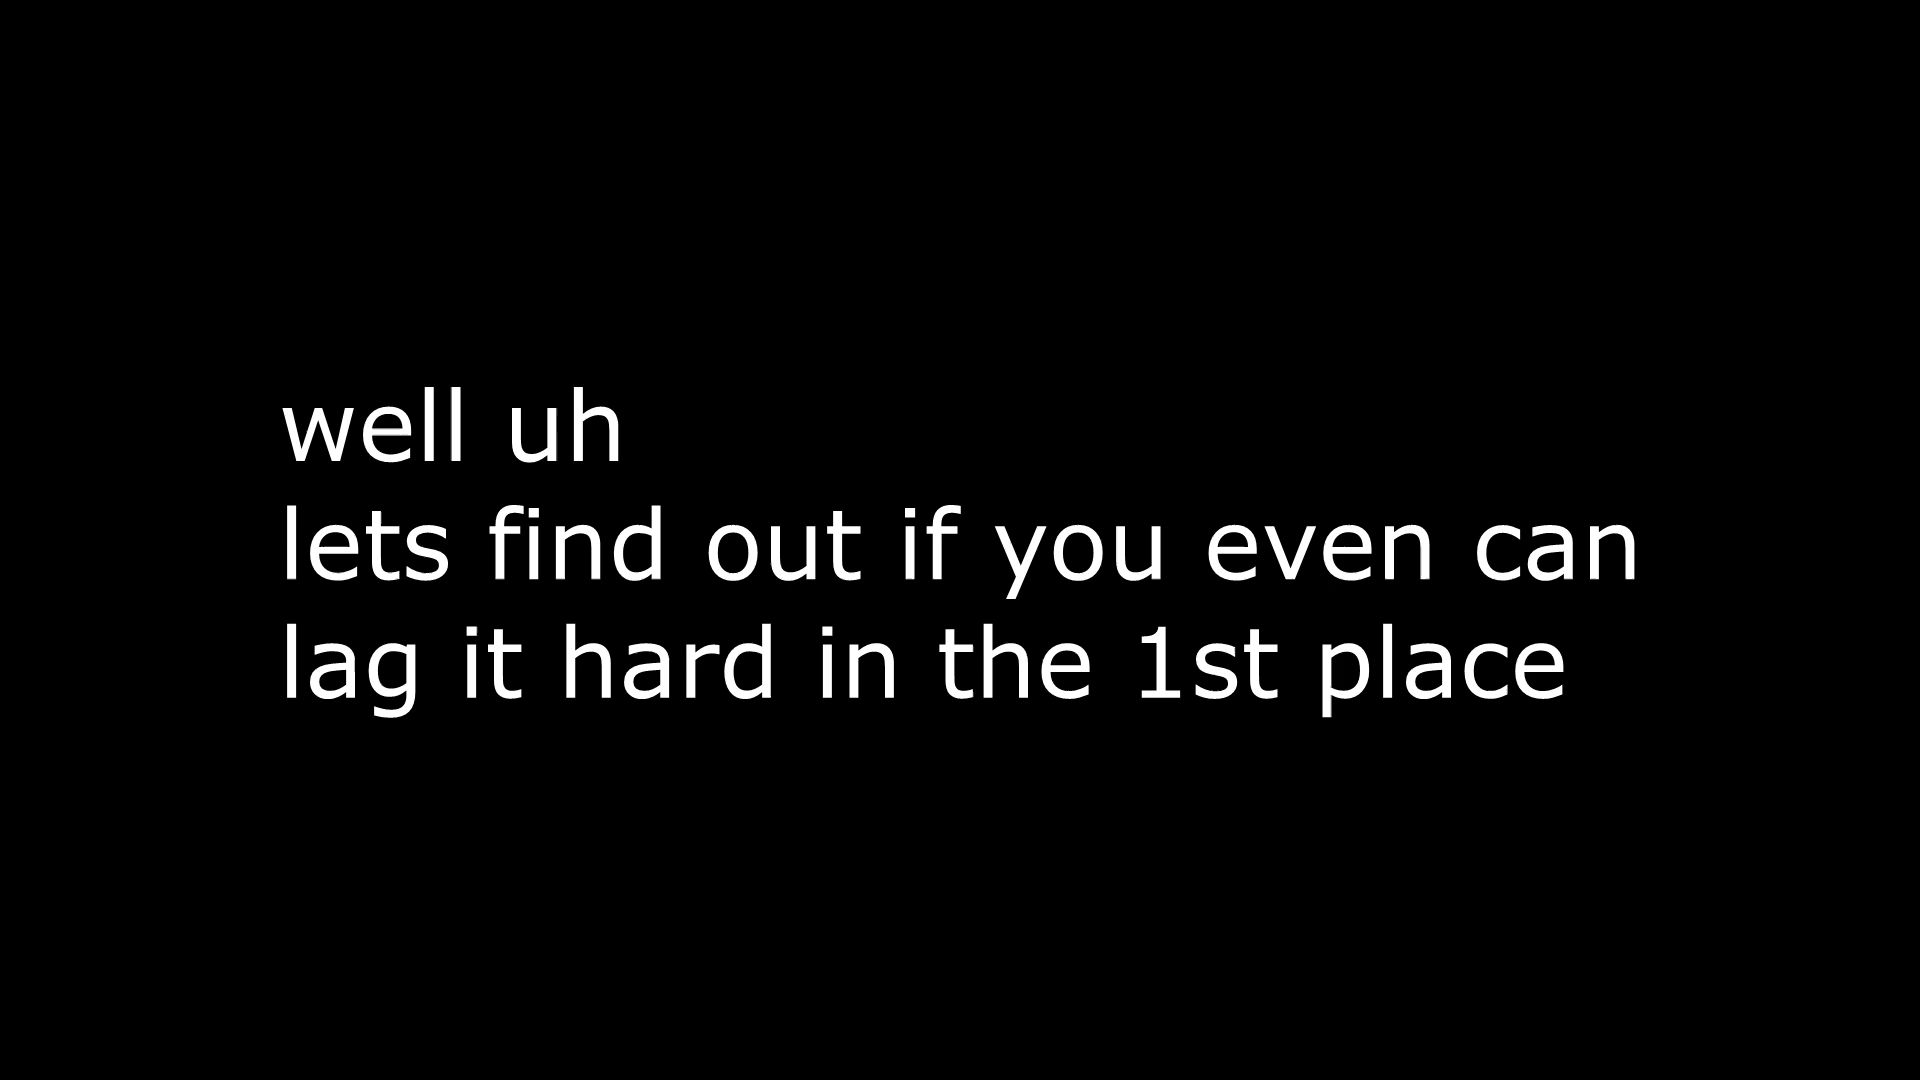 well uh
lets find out if you even can
lag it hard in the 1st place